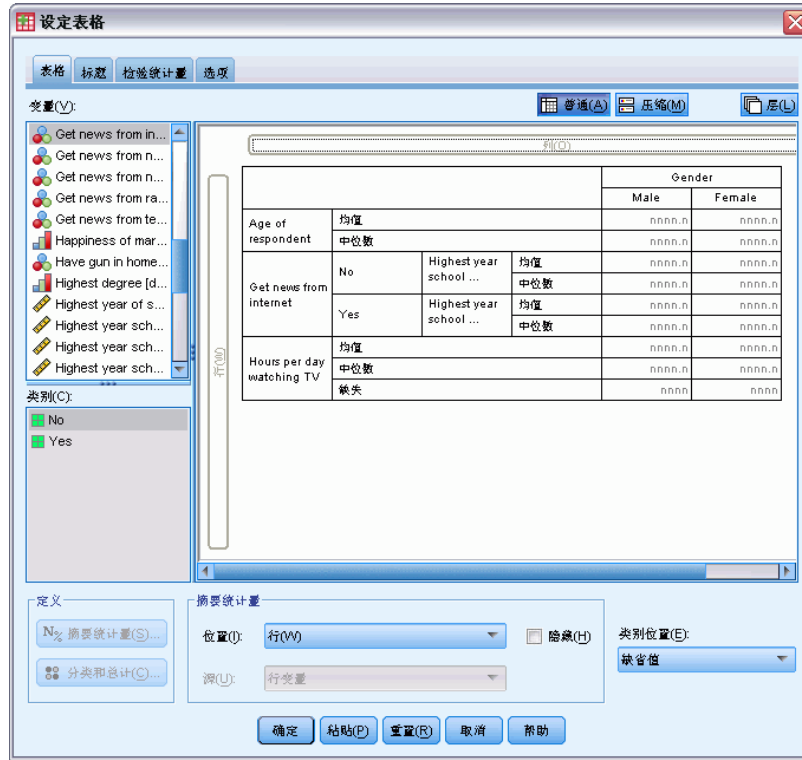 设定表格
表格 标题 检验统计量 选项
变量(V):
普通(A) 压缩(M) 层(L)
Get news from in...
Get news from n...
Get news from n...
Get news from ra...
Get news from te...
Happiness of mar...
Have gun in home...
Highest degree [d...
Highest year of s...
Highest year sch...
Highest year sch...
Highest year sch...
类别(C):
No
Yes
列(O)
行(W)
Gender
Male Female
Age of respondent 均值 nnnn.n nnnn.n
中位数 nnnn.n nnnn.n
Get news from internet No Highest year school ... 均值 nnnn.n nnnn.n
中位数 nnnn.n nnnn.n
Yes Highest year school ... 均值 nnnn.n nnnn.n
中位数 nnnn.n nnnn.n
Hours per day watching TV 均值 nnnn.n nnnn.n
中位数 nnnn.n nnnn.n
缺失 nnnn nnnn
定义
N% 摘要统计量(S)...
分类和总计(C)...
摘要统计量
位置(I): 行(W) 隐藏(H)
源(U): 行变量
类别位置(E):
缺省值
确定 粘贴(P) 重置(R) 取消 帮助